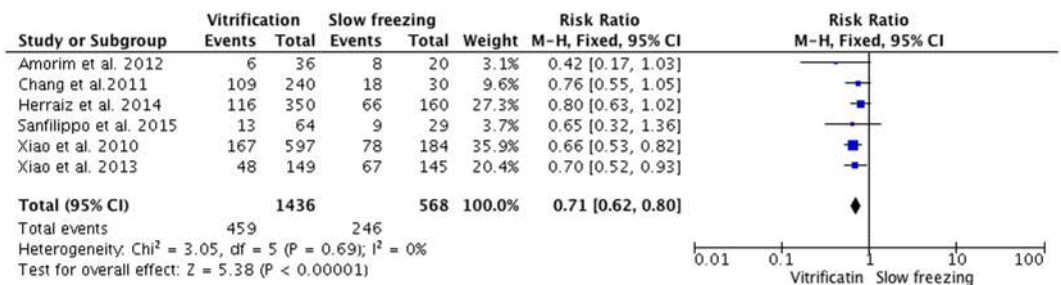 Vitrification Slow freezing Risk Ratio Risk Ratio
Study or Subgroup Events Total Events Total Weight M-H, Fixed, 95% CI M-H, Fixed, 95% CI
Amorim et al. 2012 6 36 8 20 3.1% 0.42 [0.17, 1.03]
Chang et al.2011 109 240 18 30 9.6% 0.76 [0.55, 1.05]
Herraiz et al. 2014 116 350 66 160 27.3% 0.80 [0.63, 1.02]
Sanfilippo et al. 2015 13 64 9 29 3.7% 0.65 [0.32, 1.36]
Xiao et al. 2010 167 597 78 184 35.9% 0.66 [0.53, 0.82]
Xiao et al. 2013 48 149 67 145 20.4% 0.70 [0.52, 0.93]
Total (95% CI) 1436 568 100.0% 0.71 [0.62, 0.80]
Total events 459 246
Heterogeneity: Chi² = 3.05, df = 5 (P = 0.69); I² = 0%
Test for overall effect: Z = 5.38 (P < 0.00001)
0.01 0.1 1 10 100
Vitrificatin Slow freezing